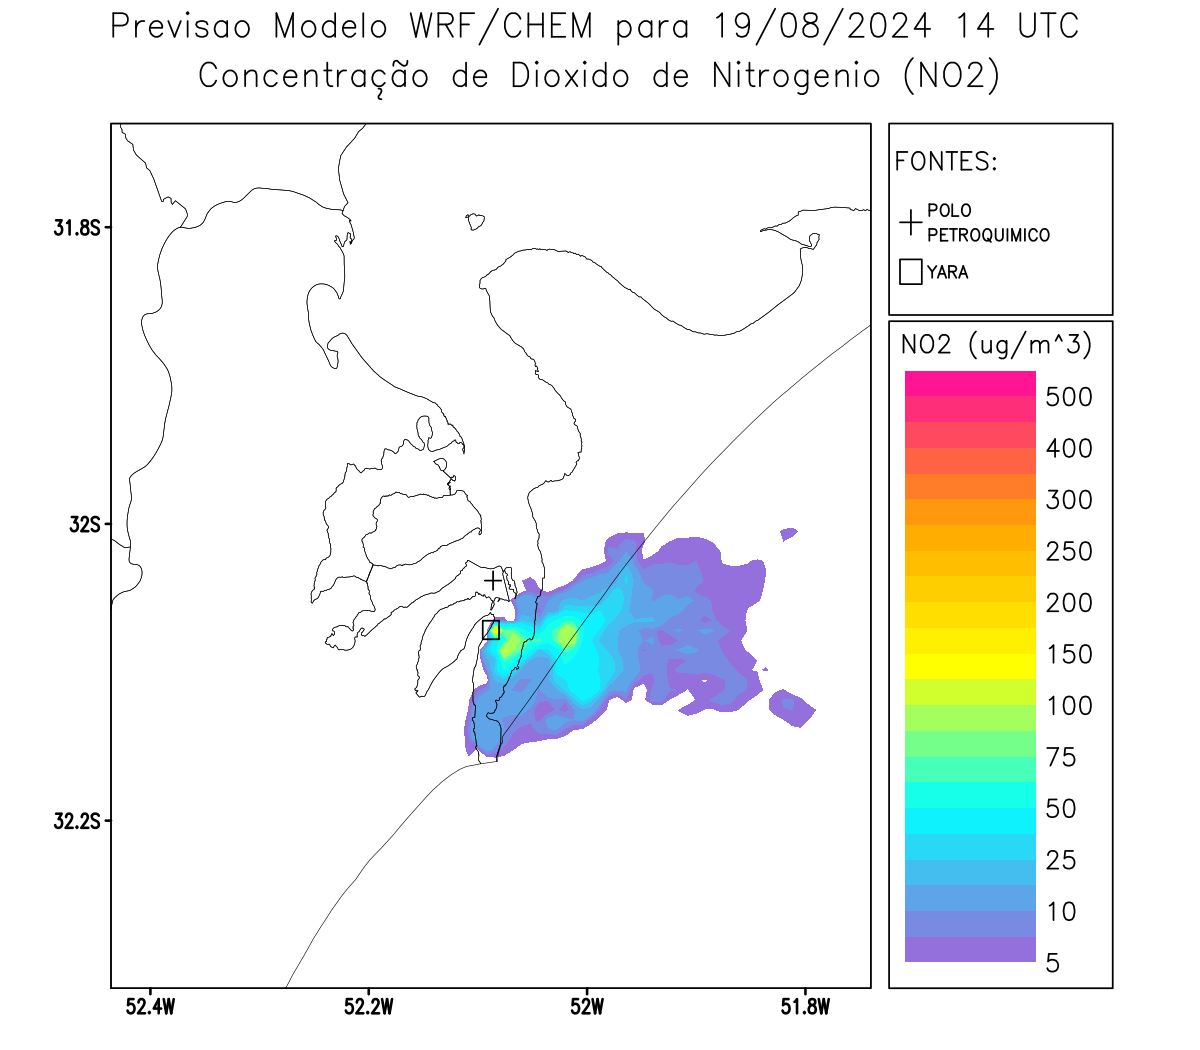 Previsao Modelo WRF/CHEM para 19/08/2024 14 UTC
Concentração de Dioxido de Nitrogenio (NO2)
FONTES:
POLO
PETROQUIMICO
YARA
31.8S
32S
32.2S
52.4W
52.2W
52W
51.8W
NO2 (ug/m^3)
500
400
300
250
200
150
100
75
50
25
10
5